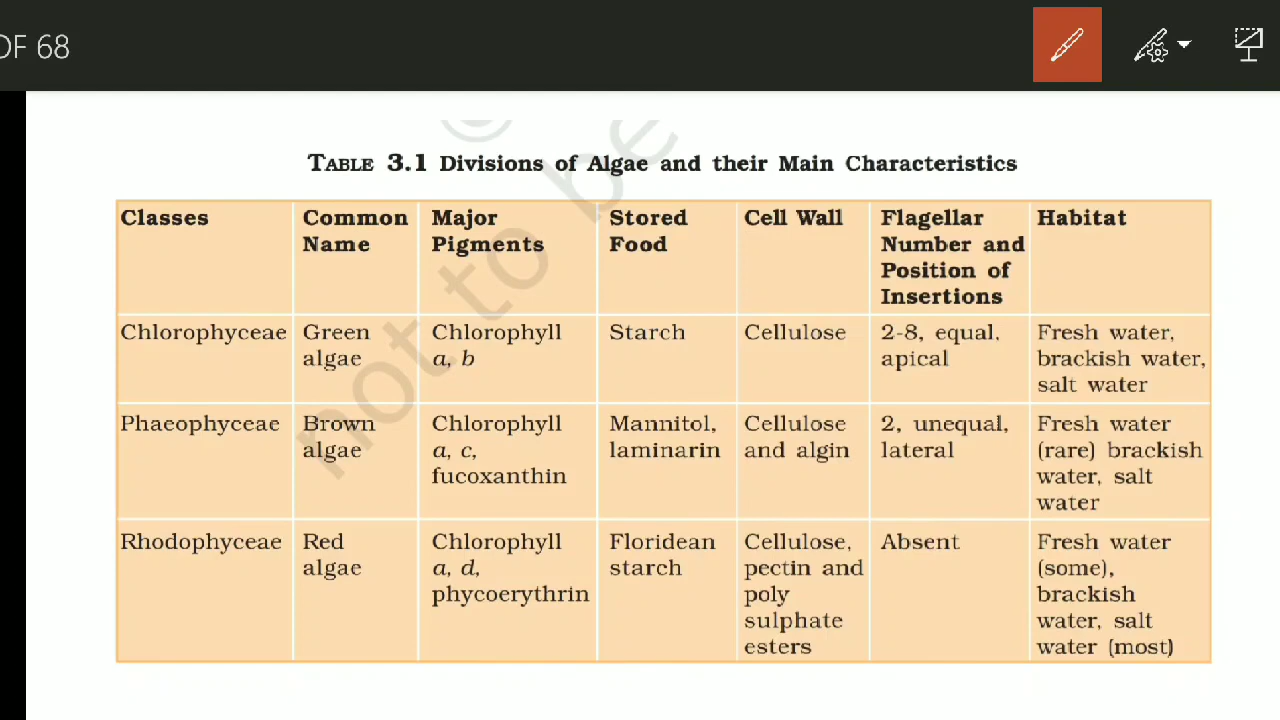 DF 68
not to be
TABLE 3.1 Divisions of Algae and their Main Characteristics
Classes
Common
Name
Major
Pigments
Stored
Food
Cell Wall
Flagellar
Number and
Position of
Insertions
Habitat
Chlorophyceae
Green
algae
Chlorophyll
a, b
Starch
Cellulose
2-8, equal,
apical
Fresh water,
brackish water,
salt water
Phaeophyceae
Brown
algae
Chlorophyll
a, c,
fucoxanthin
Mannitol,
laminarin
Cellulose
and algin
2, unequal,
lateral
Fresh water
(rare) brackish
water, salt
water
Rhodophyceae
Red
algae
Chlorophyll
a, d,
phycoerythrin
Floridean
starch
Cellulose,
pectin and
poly
sulphate
esters
Absent
Fresh water
(some),
brackish
water, salt
water (most)